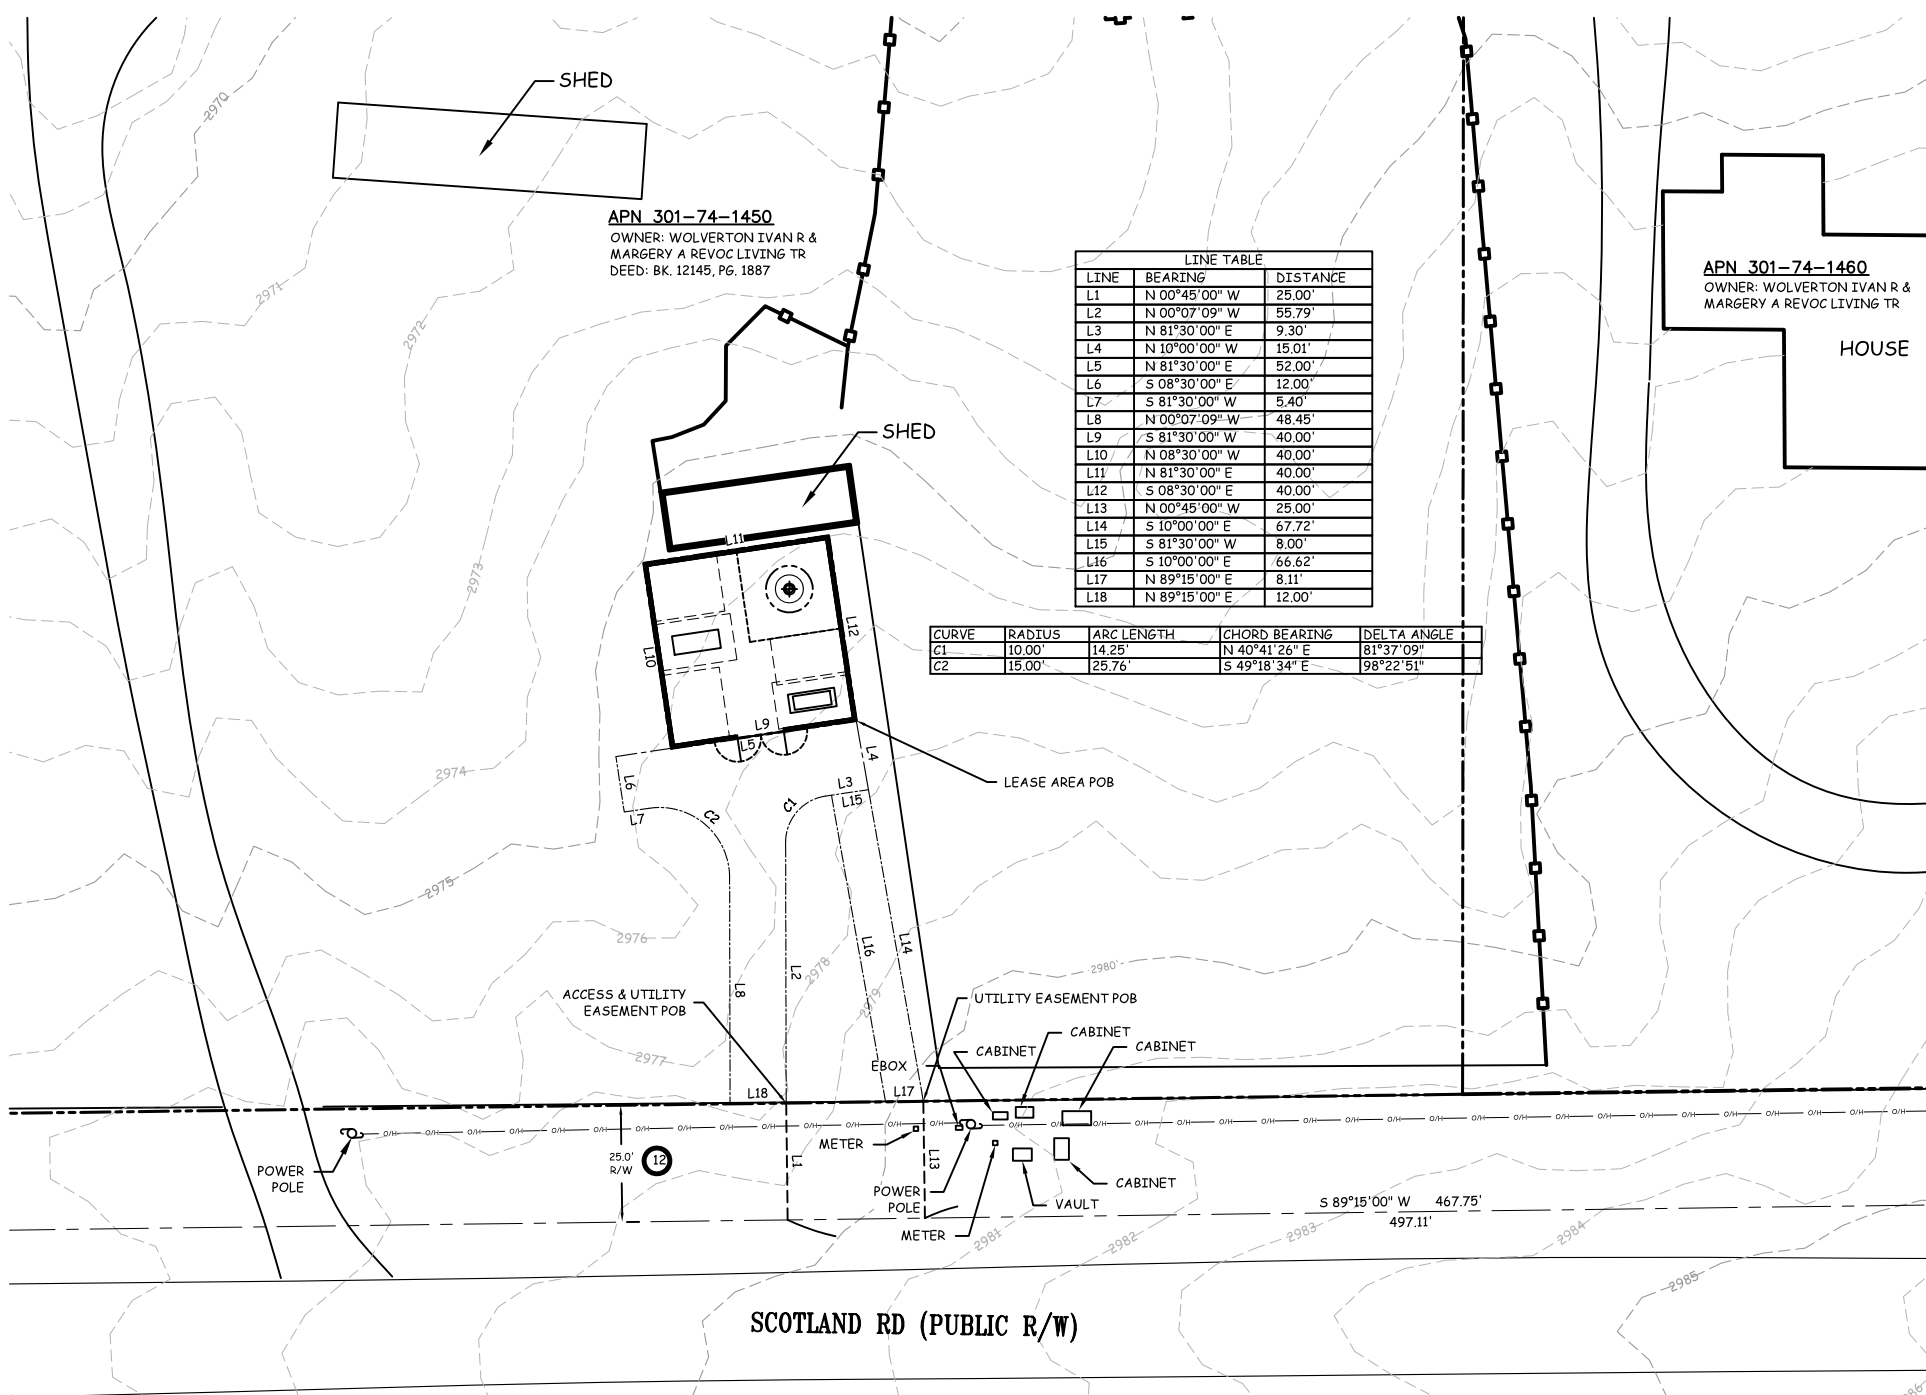 SHED
2970
APN 301-74-1450
OWNER: WOLVERTON IVAN R &
MARGERY A REVOC LIVING TR
DEED: BK. 12145, PG. 1887
2971
2972
LINE TABLE
LINE BEARING DISTANCE
L1 N 00°45'00" W 25.00'
L2 N 00°07'09" W 55.79'
L3 N 81°30'00" E 9.30'
L4 N 10°00'00" W 15.01'
L5 N 81°30'00" E 52.00'
L6 S 08°30'00" E 12.00'
L7 S 81°30'00" W 5.40'
L8 N 00°07'09" W 48.45'
L9 S 81°30'00" W 40.00'
L10 N 08°30'00" W 40.00'
L11 N 81°30'00" E 40.00'
L12 S 08°30'00" E 40.00'
L13 N 00°45'00" W 25.00'
L14 S 10°00'00" E 67.72'
L15 S 81°30'00" W 8.00'
L16 S 10°00'00" E 66.62'
L17 N 89°15'00" E 8.11'
L18 N 89°15'00" E 12.00'
APN 301-74-1460
OWNER: WOLVERTON IVAN R &
MARGERY A REVOC LIVING TR
HOUSE
SHED
L11
2973
L12
L10
CURVE RADIUS ARC LENGTH CHORD BEARING DELTA ANGLE
C1 10.00' 14.25' N 40°41'26" E 81°37'09"
C2 15.00' 25.76' S 49°18'34" E 98°22'51"
L9
L5
L4
2974
L6
L3
L15
LEASE AREA POB
L7
C2
C1
2975
2976
L16
L14
L2
L8
2978
2979
2980'
ACCESS & UTILITY
EASEMENT POB
UTILITY EASEMENT POB
CABINET
CABINET
CABINET
2977
EBOX
L18
L17
O/H O/H O/H O/H O/H O/H O/H O/H O/H O/H O/H O/H O/H O/H O/H O/H O/H O/H O/H O/H O/H O/H O/H O/H O/H O/H O/H O/H O/H O/H O/H O/H O/H O/H O/H O/H O/H
METER
25.0'
R/W
12
L1
L13
POWER
POLE
POWER
POLE
CABINET
VAULT
METER
S 89°15'00" W 467.75'
497.11'
2981
2982
2983
2984
2985
SCOTLAND RD (PUBLIC R/W)